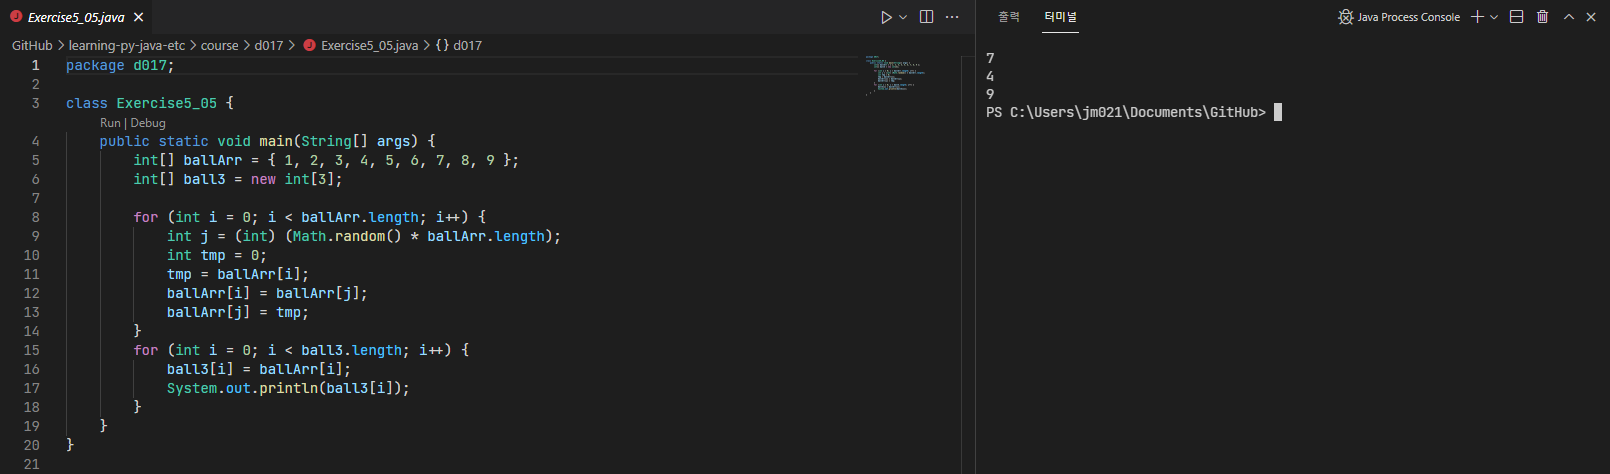 Exercise5_05.java
GitHub > learning-py-java-etc > course > d017 > Exercise5_05.java > {} d017
1 package d017;
2
3 class Exercise5_05 {
Run | Debug
4 public static void main(String[] args) {
5 int[] ballArr = { 1, 2, 3, 4, 5, 6, 7, 8, 9 };
6 int[] ball3 = new int[3];
7
8 for (int i = 0; i < ballArr.length; i++) {
9 int j = (int) (Math.random() * ballArr.length);
10 int tmp = 0;
11 tmp = ballArr[i];
12 ballArr[i] = ballArr[j];
13 ballArr[j] = tmp;
14 }
15 for (int i = 0; i < ball3.length; i++) {
16 ball3[i] = ballArr[i];
17 System.out.println(ball3[i]);
18 }
19 }
20 }
21
출력 터미널
Java Process Console
7
4
9
PS C:\Users\jm021\Documents\GitHub>